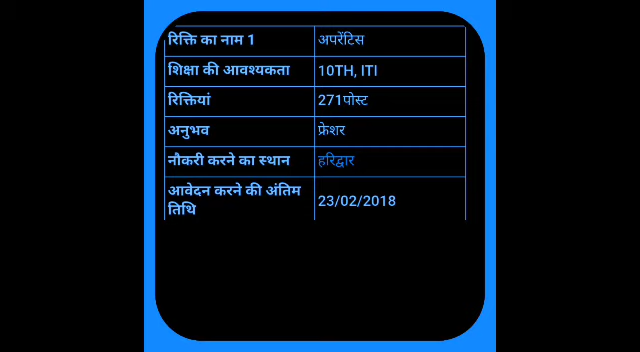 रिक्ति का नाम 1 अपरेंटिस
शिक्षा की आवश्यकता 10TH, ITI
रिक्तियां 271पोस्ट
अनुभव फ्रेशर
नौकरी करने का स्थान हरिद्वार
आवेदन करने की अंतिम
तिथि 23/02/2018